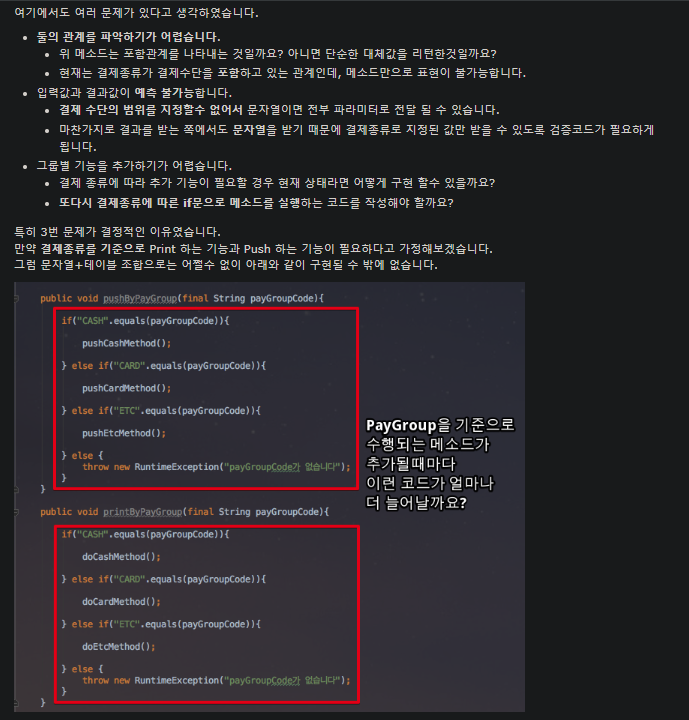 여기에서도 여러 문제가 있다고 생각하였습니다.
둘의 관계를 파악하기가 어렵습니다.
위 메소드는 포함관계를 나타내는 것일까요? 아니면 단순한 대체값을 리턴한것일까요?
현재는 결제종류가 결제수단을 포함하고 있는 관계인데, 메소드만으로 표현이 불가능합니다.
입력값과 결과값이 예측 불가능합니다.
결제 수단의 범위를 지정할수 없어서 문자열이면 전부 파라미터로 전달 될 수 있습니다.
마찬가지로 결과를 받는 쪽에서도 문자열을 받기 때문에 결제종류로 지정된 값만 받을 수 있도록 검증코드가 필요하게
됩니다.
그룹별 기능을 추가하기가 어렵습니다.
결제 종류에 따라 추가 기능이 필요할 경우 현재 상태라면 어떻게 구현 할수 있을까요?
또다시 결제종류에 따른 if문으로 메소드를 실행하는 코드를 작성해야 할까요?
특히 3번 문제가 결정적인 이유였습니다.
만약 결제종류를 기준으로 Print 하는 기능과 Push 하는 기능이 필요하다고 가정해보겠습니다.
그럼 문자열+테이블 조합으로는 어쩔수 없이 아래와 같이 구현될 수 밖에 없습니다.
public void pushByPayGroup(final String payGroupCode){
if("CASH".equals(payGroupCode)){
pushCashMethod();
} else if("CARD".equals(payGroupCode)){
pushCardMethod();
} else if("ETC".equals(payGroupCode)){
pushEtcMethod();
} else {
throw new RuntimeException("payGroupCode가 없습니다");
}
}
PayGroup을 기준으로
수행되는 메소드가
추가될때마다
이런 코드가 얼마나
더 늘어날까요?
public void printByPayGroup(final String payGroupCode){
if("CASH".equals(payGroupCode)){
doCashMethod();
} else if("CARD".equals(payGroupCode)){
doCardMethod();
} else if("ETC".equals(payGroupCode)){
doEtcMethod();
} else {
throw new RuntimeException("payGroupCode가 없습니다");
}
}